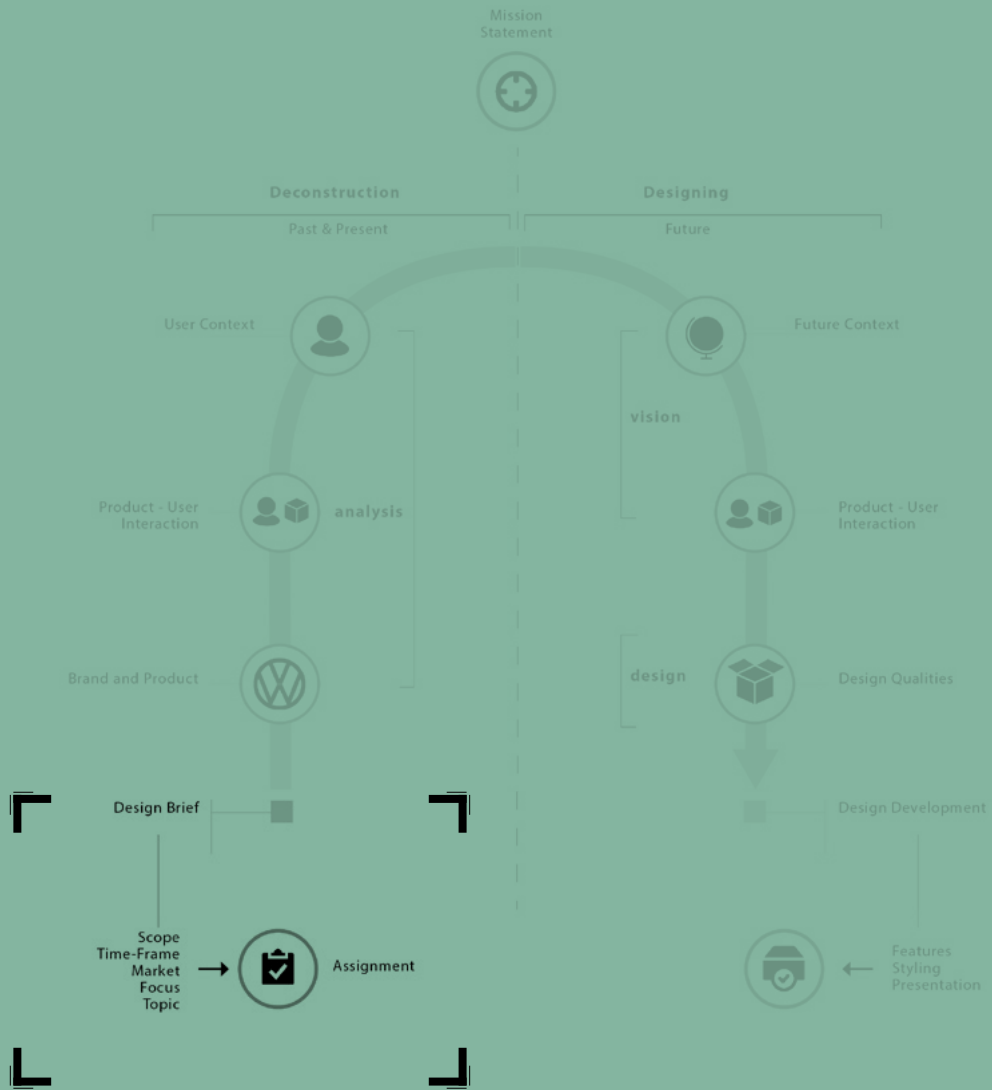 Mission
Statement
Deconstruction
Designing
Past & Present
Future
User Context
Future Context
vision
Product - User
Interaction
analysis
Product - User
Interaction
Brand and Product
design
Design Qualities
Design Brief
Design Development
Scope
Time-Frame
Market
Focus
Topic
Assignment
Features
Styling
Presentation